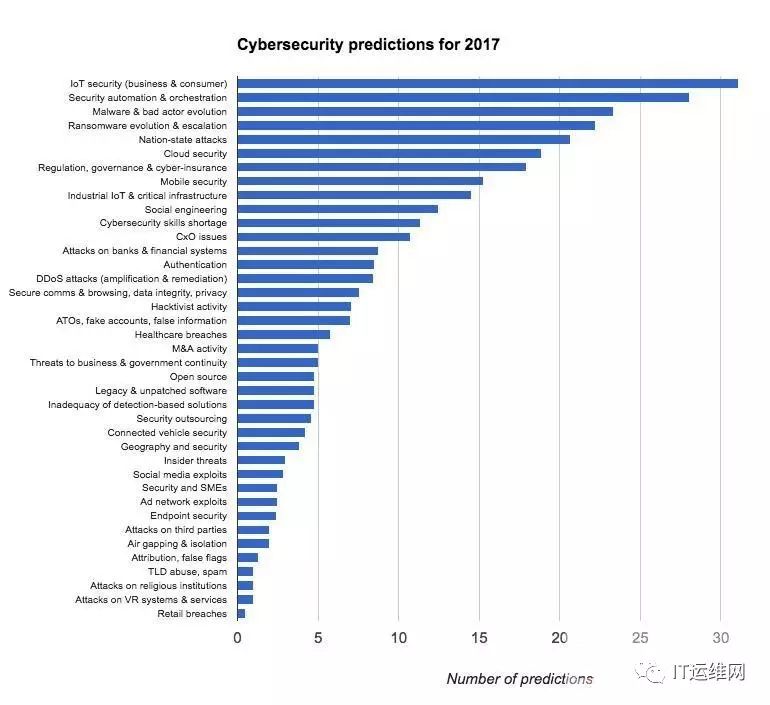 Cybersecurity predictions for 2017
IoT security (business & consumer)
Security automation & orchestration
Malware & bad actor evolution
Ransomware evolution & escalation
Nation-state attacks
Cloud security
Regulation, governance & cyber-insurance
Mobile security
Industrial IoT & critical infrastructure
Social engineering
Cybersecurity skills shortage
CxO issues
Attacks on banks & financial systems
Authentication
DDoS attacks (amplification & remediation)
Secure comms & browsing, data integrity, privacy
Hacktivist activity
ATOs, fake accounts, false information
Healthcare breaches
M&A activity
Threats to business & government continuity
Open source
Legacy & unpatched software
Inadequacy of detection-based solutions
Security outsourcing
Connected vehicle security
Geography and security
Insider threats
Social media exploits
Security and SMEs
Ad network exploits
Endpoint security
Attacks on third parties
Air gapping & isolation
Attribution, false flags
TLD abuse, spam
Attacks on religious institutions
Attacks on VR systems & services
Retail breaches
0 5 10 15 20 25 30
Number of predictions
IT运维网